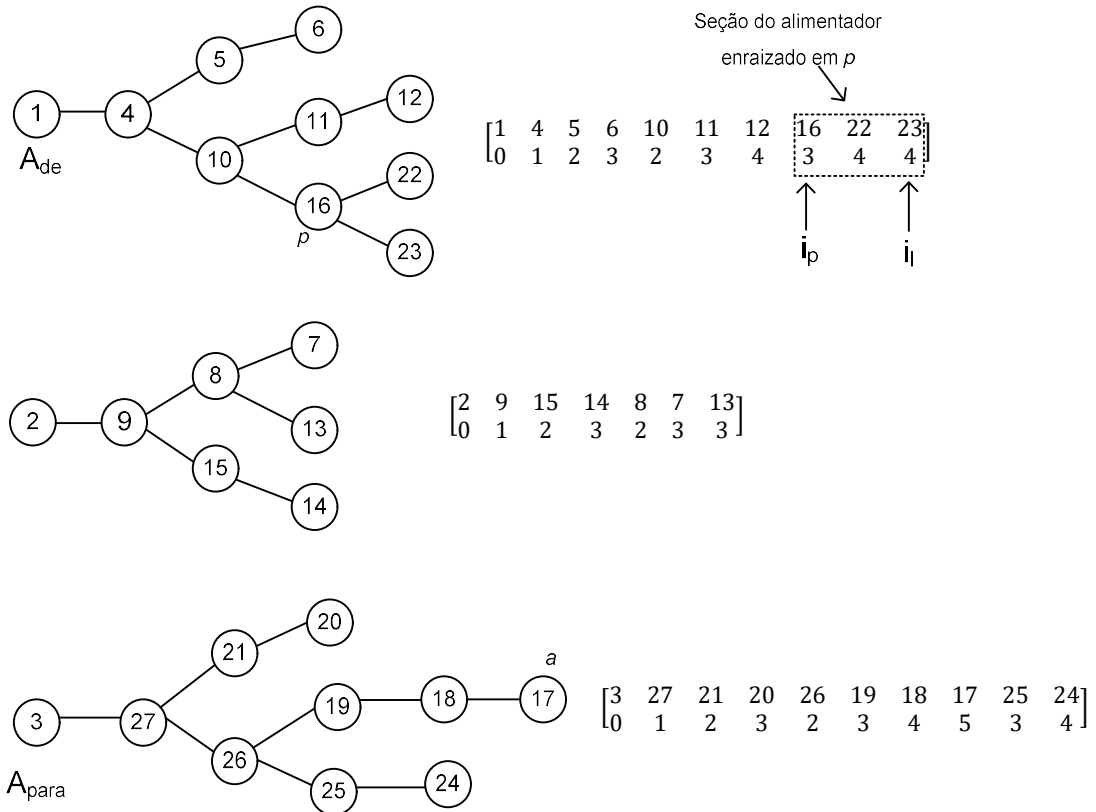 Seção do alimentador
enraizado em p
6
5
12
1
4
11
A_de
10
22
16
p
23
1 4 5 6 10 11 12 16 22 23
0 1 2 3 2 3 4 3 4 4
i_p
i_l
7
8
2
9
13
15
14
2 9 15 14 8 7 13
0 1 2 3 2 3 3
20
21
a
19
18
17
3
27
26
25
24
A_para
3 27 21 20 26 19 18 17 25 24
0 1 2 3 2 3 4 5 3 4